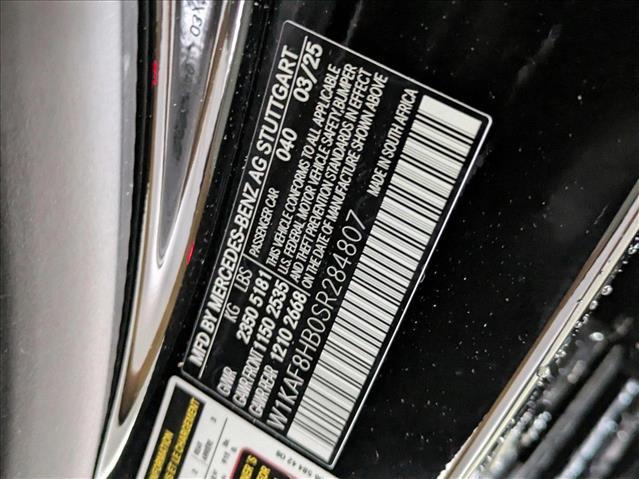 MFD BY MERCEDES-BENZ AG STUTTGART
040 03/25
KG LBS
GWR 2350 5181
GAWR FRONT 1150 2535
GAWR REAR 1210 2668
PASSENGER CAR
THIS VEHICLE CONFORMS TO ALL APPLICABLE
U.S. FEDERAL MOTOR VEHICLE SAFETY, BUMPER
AND THEFT PREVENTION STANDARDS IN EFFECT
ON THE DATE OF MANUFACTURE SHOWN ABOVE
W1KAF8HB0SR284807
MADE IN SOUTH AFRICA